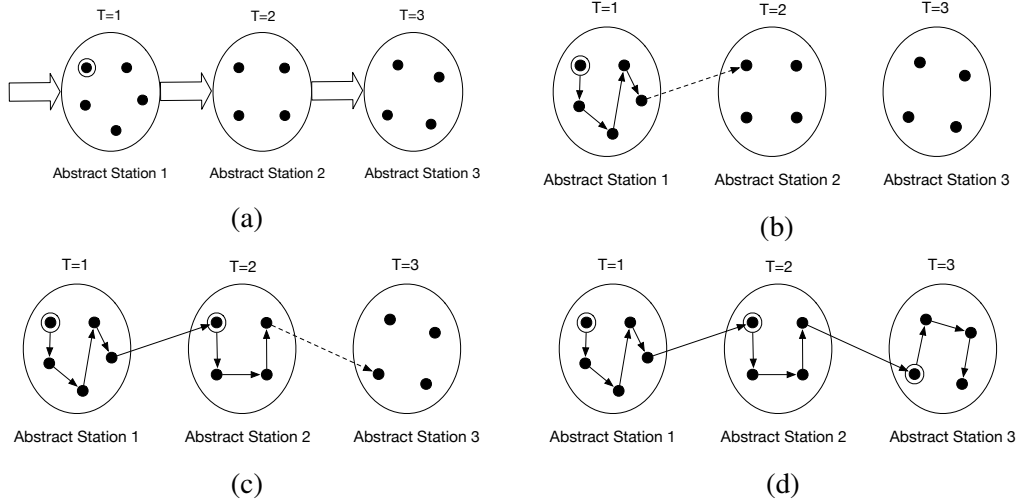 T=1 T=2 T=3
Abstract Station 1 Abstract Station 2 Abstract Station 3
(a)
T=1 T=2 T=3
Abstract Station 1 Abstract Station 2 Abstract Station 3
(b)
T=1 T=2 T=3
Abstract Station 1 Abstract Station 2 Abstract Station 3
(c)
T=1 T=2 T=3
Abstract Station 1 Abstract Station 2 Abstract Station 3
(d)